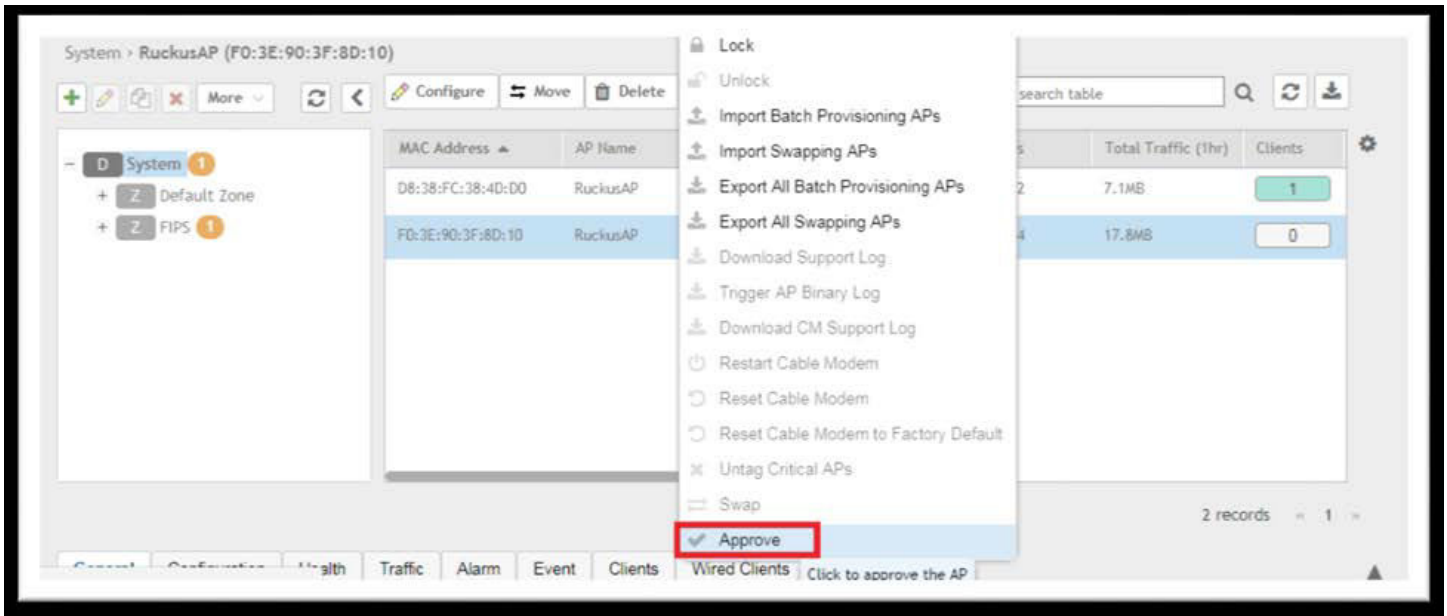 System > RuckusAP (F0:3E:90:3F:8D:10)
More
Configure
Move
Delete
search table
D System 1
+ Z Default Zone
+ Z FIPS 1
MAC Address AP Name Total Traffic (1hr) Clients
D8:38:FC:38:4D:D0 RuckusAP 2 7.1MB 1
F0:3E:90:3F:8D:10 RuckusAP 4 17.8MB 0
Lock
Unlock
Import Batch Provisioning APs
Import Swapping APs
Export All Batch Provisioning APs
Export All Swapping APs
Download Support Log
Trigger AP Binary Log
Download CM Support Log
Restart Cable Modem
Reset Cable Modem
Reset Cable Modem to Factory Default
Untag Critical APs
Swap
Approve
2 records « 1 »
General Configuration Health Traffic Alarm Event Clients Wired Clients
Click to approve the AP